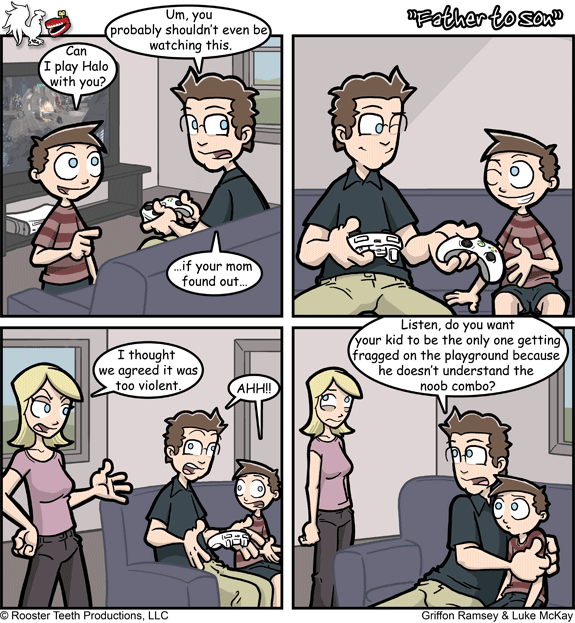 "Father to son"
Can
I play Halo
with you?
Um, you
probably shouldn't even be
watching this.
...if your mom
found out...
I thought
we agreed it was
too violent.
AHH!!
Listen, do you want
your kid to be the only one getting
fragged on the playground because
he doesn't understand the
noob combo?
© Rooster Teeth Productions, LLC
Griffon Ramsey & Luke McKay